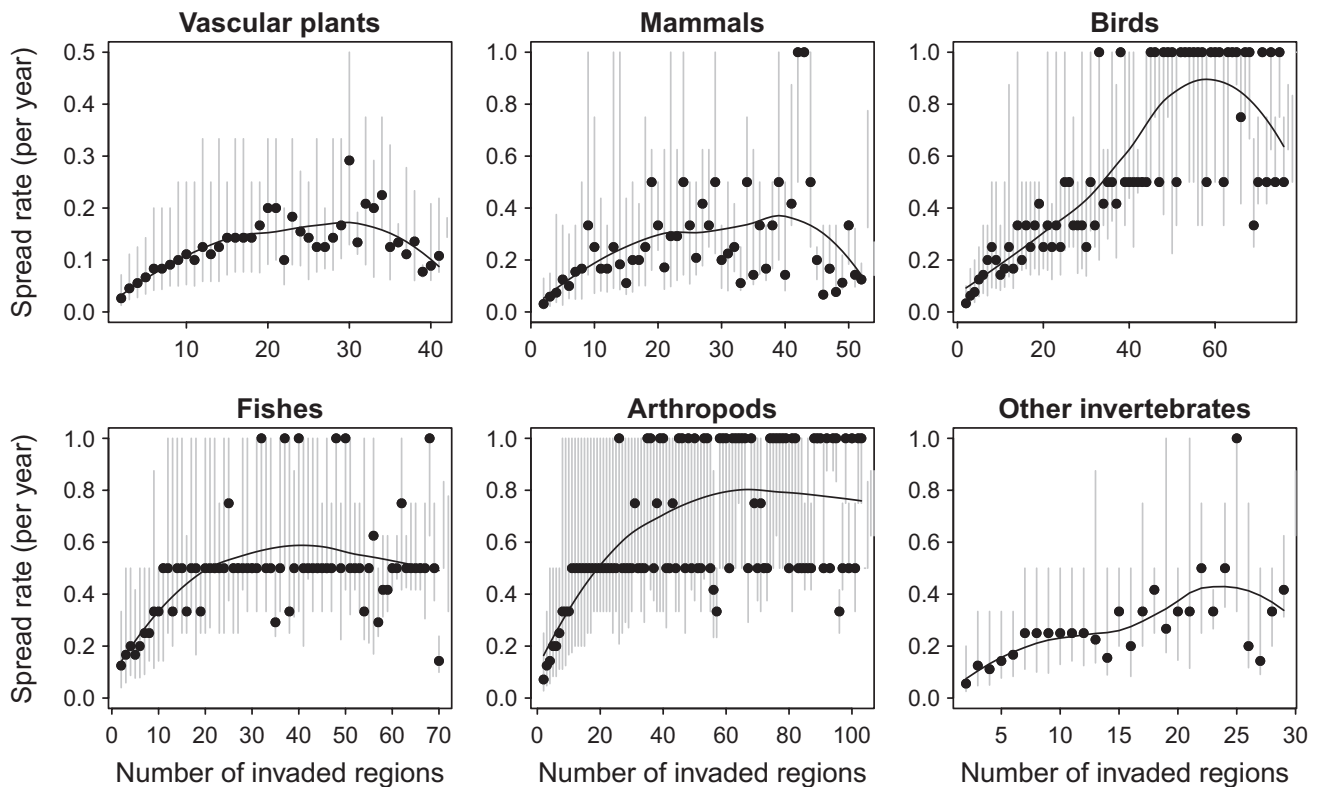 Vascular plants Mammals Birds
Spread rate (per year)
0.5 0.4 0.3 0.2 0.1 0.0
10 20 30 40
1.0 0.8 0.6 0.4 0.2 0.0
0 10 20 30 40 50
1.0 0.8 0.6 0.4 0.2 0.0
0 20 40 60
Fishes Arthropods Other invertebrates
Spread rate (per year)
1.0 0.8 0.6 0.4 0.2 0.0
0 10 20 30 40 50 60 70
1.0 0.8 0.6 0.4 0.2 0.0
0 20 40 60 80 100
1.0 0.8 0.6 0.4 0.2 0.0
5 10 15 20 25 30
Number of invaded regions Number of invaded regions Number of invaded regions